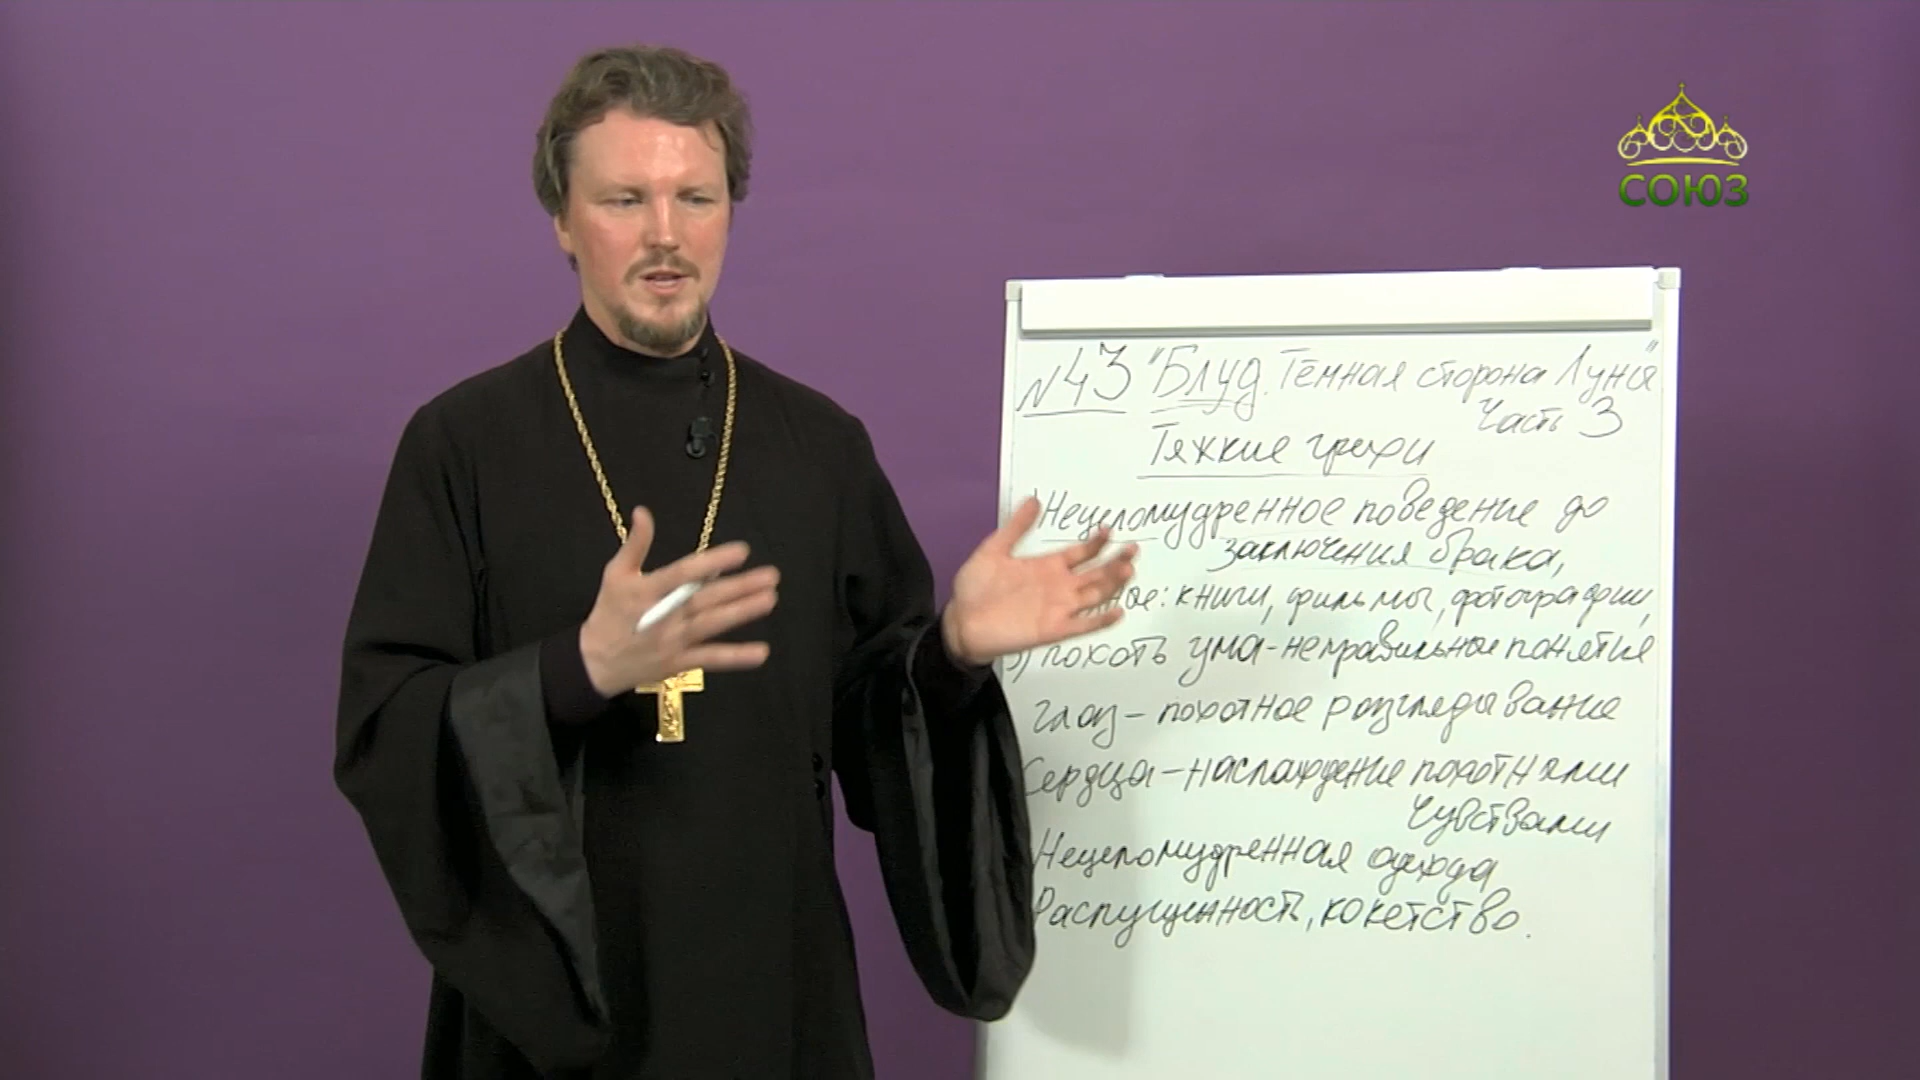 СОЮЗ
№43 "Блуд. Темная сторона Луны"
Часть 3
Тяжкие грехи
Нецеломудренное поведение до
заключения брака,
книги, фильмы, фотографии,
3) похоть ума - неправильные понятия
глаз - похотное разглядывание
Сердца - наслаждение похотными
чувствами
Нецеломудренная одежда
Распущенность, кокетство.